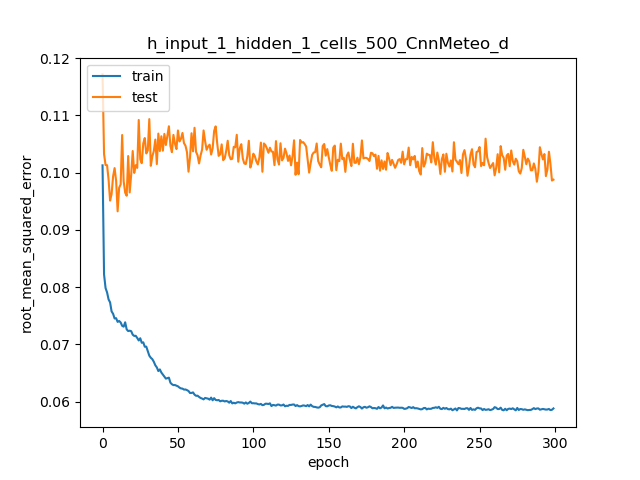 h_input_1_hidden_1_cells_500_CnnMeteo_d
train
test
root_mean_squared_error
0.12
0.11
0.10
0.09
0.08
0.07
0.06
0
50
100
150
200
250
300
epoch